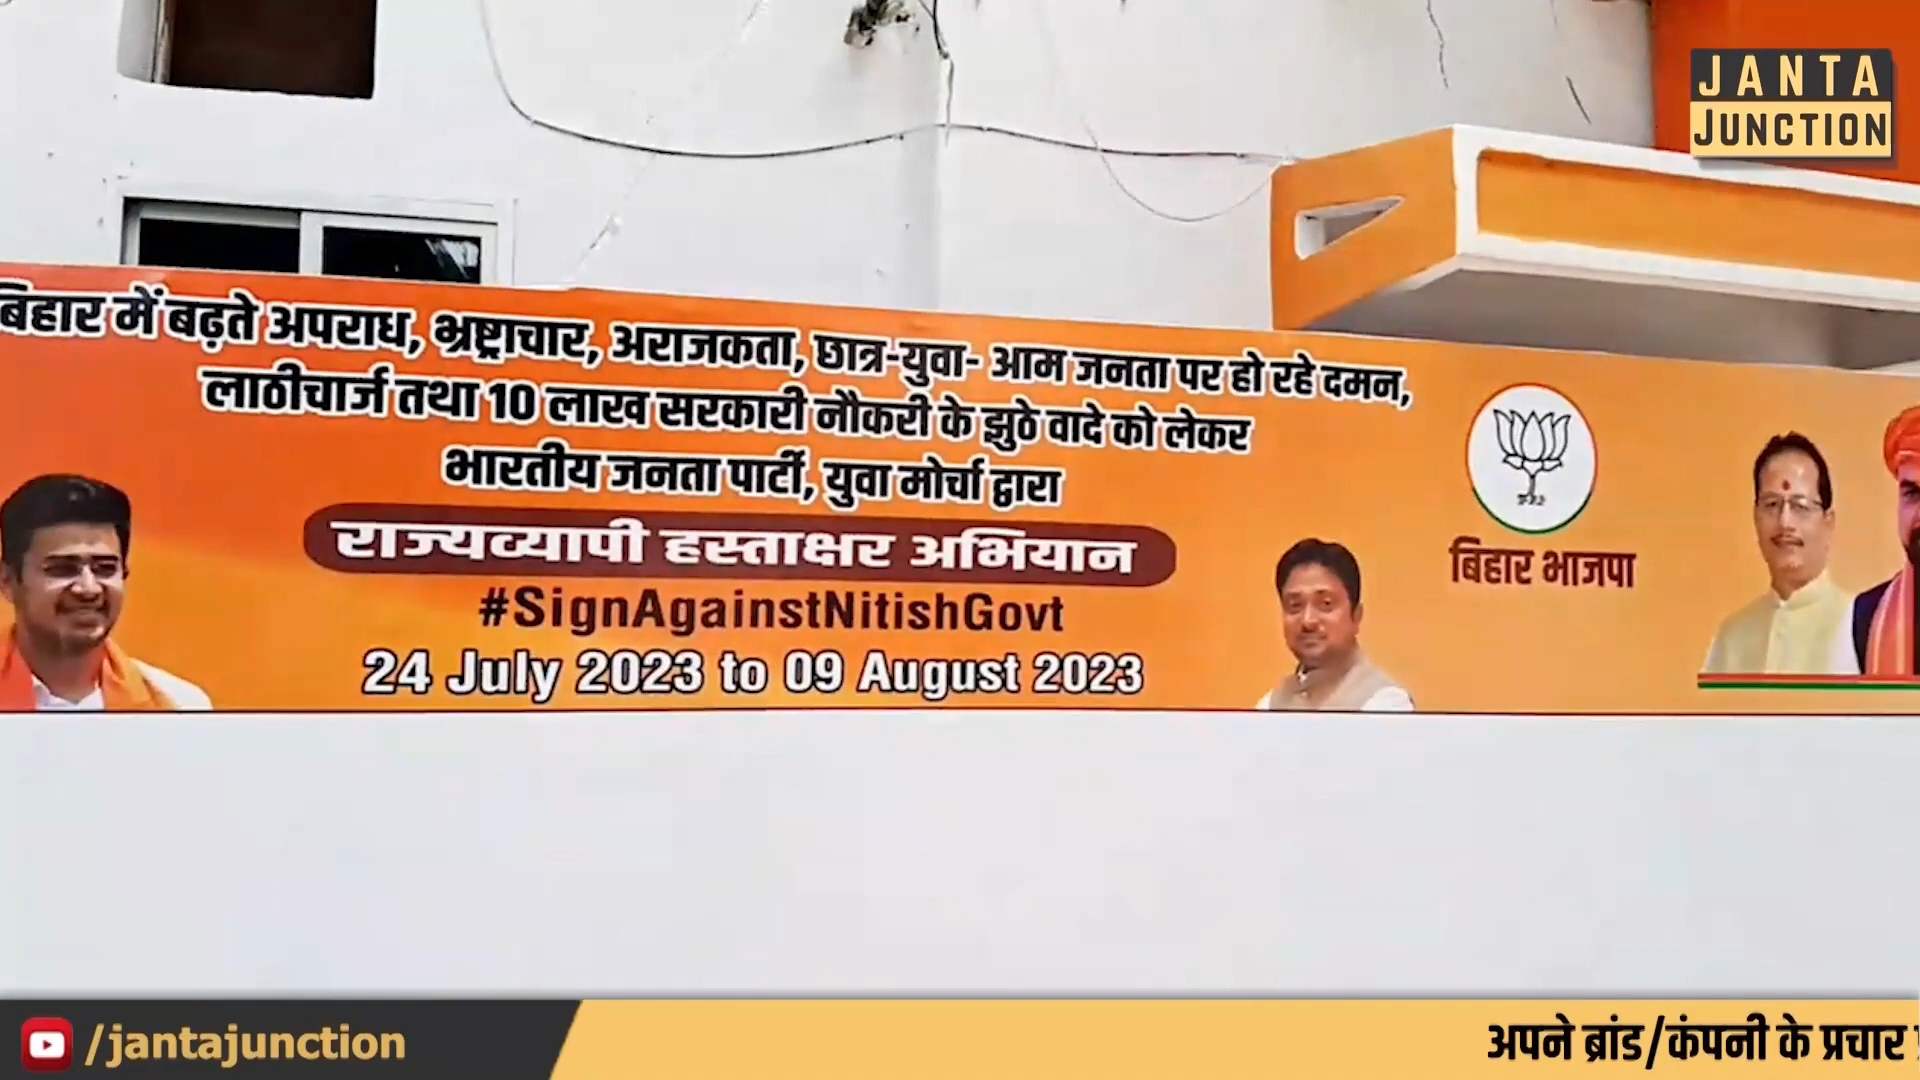 JANTA
JUNCTION
बिहार में बढ़ते अपराध, भ्रष्टाचार, अराजकता, छात्र-युवा- आम जनता पर हो रहे दमन,
लाठीचार्ज तथा 10 लाख सरकारी नौकरी के झुठे वादे को लेकर
भारतीय जनता पार्टी, युवा मोर्चा द्वारा
राज्यव्यापी हस्ताक्षर अभियान
#SignAgainstNitishGovt
24 July 2023 to 09 August 2023
बिहार भाजपा
/jantajunction
अपने ब्रांड/कंपनी के प्रचार